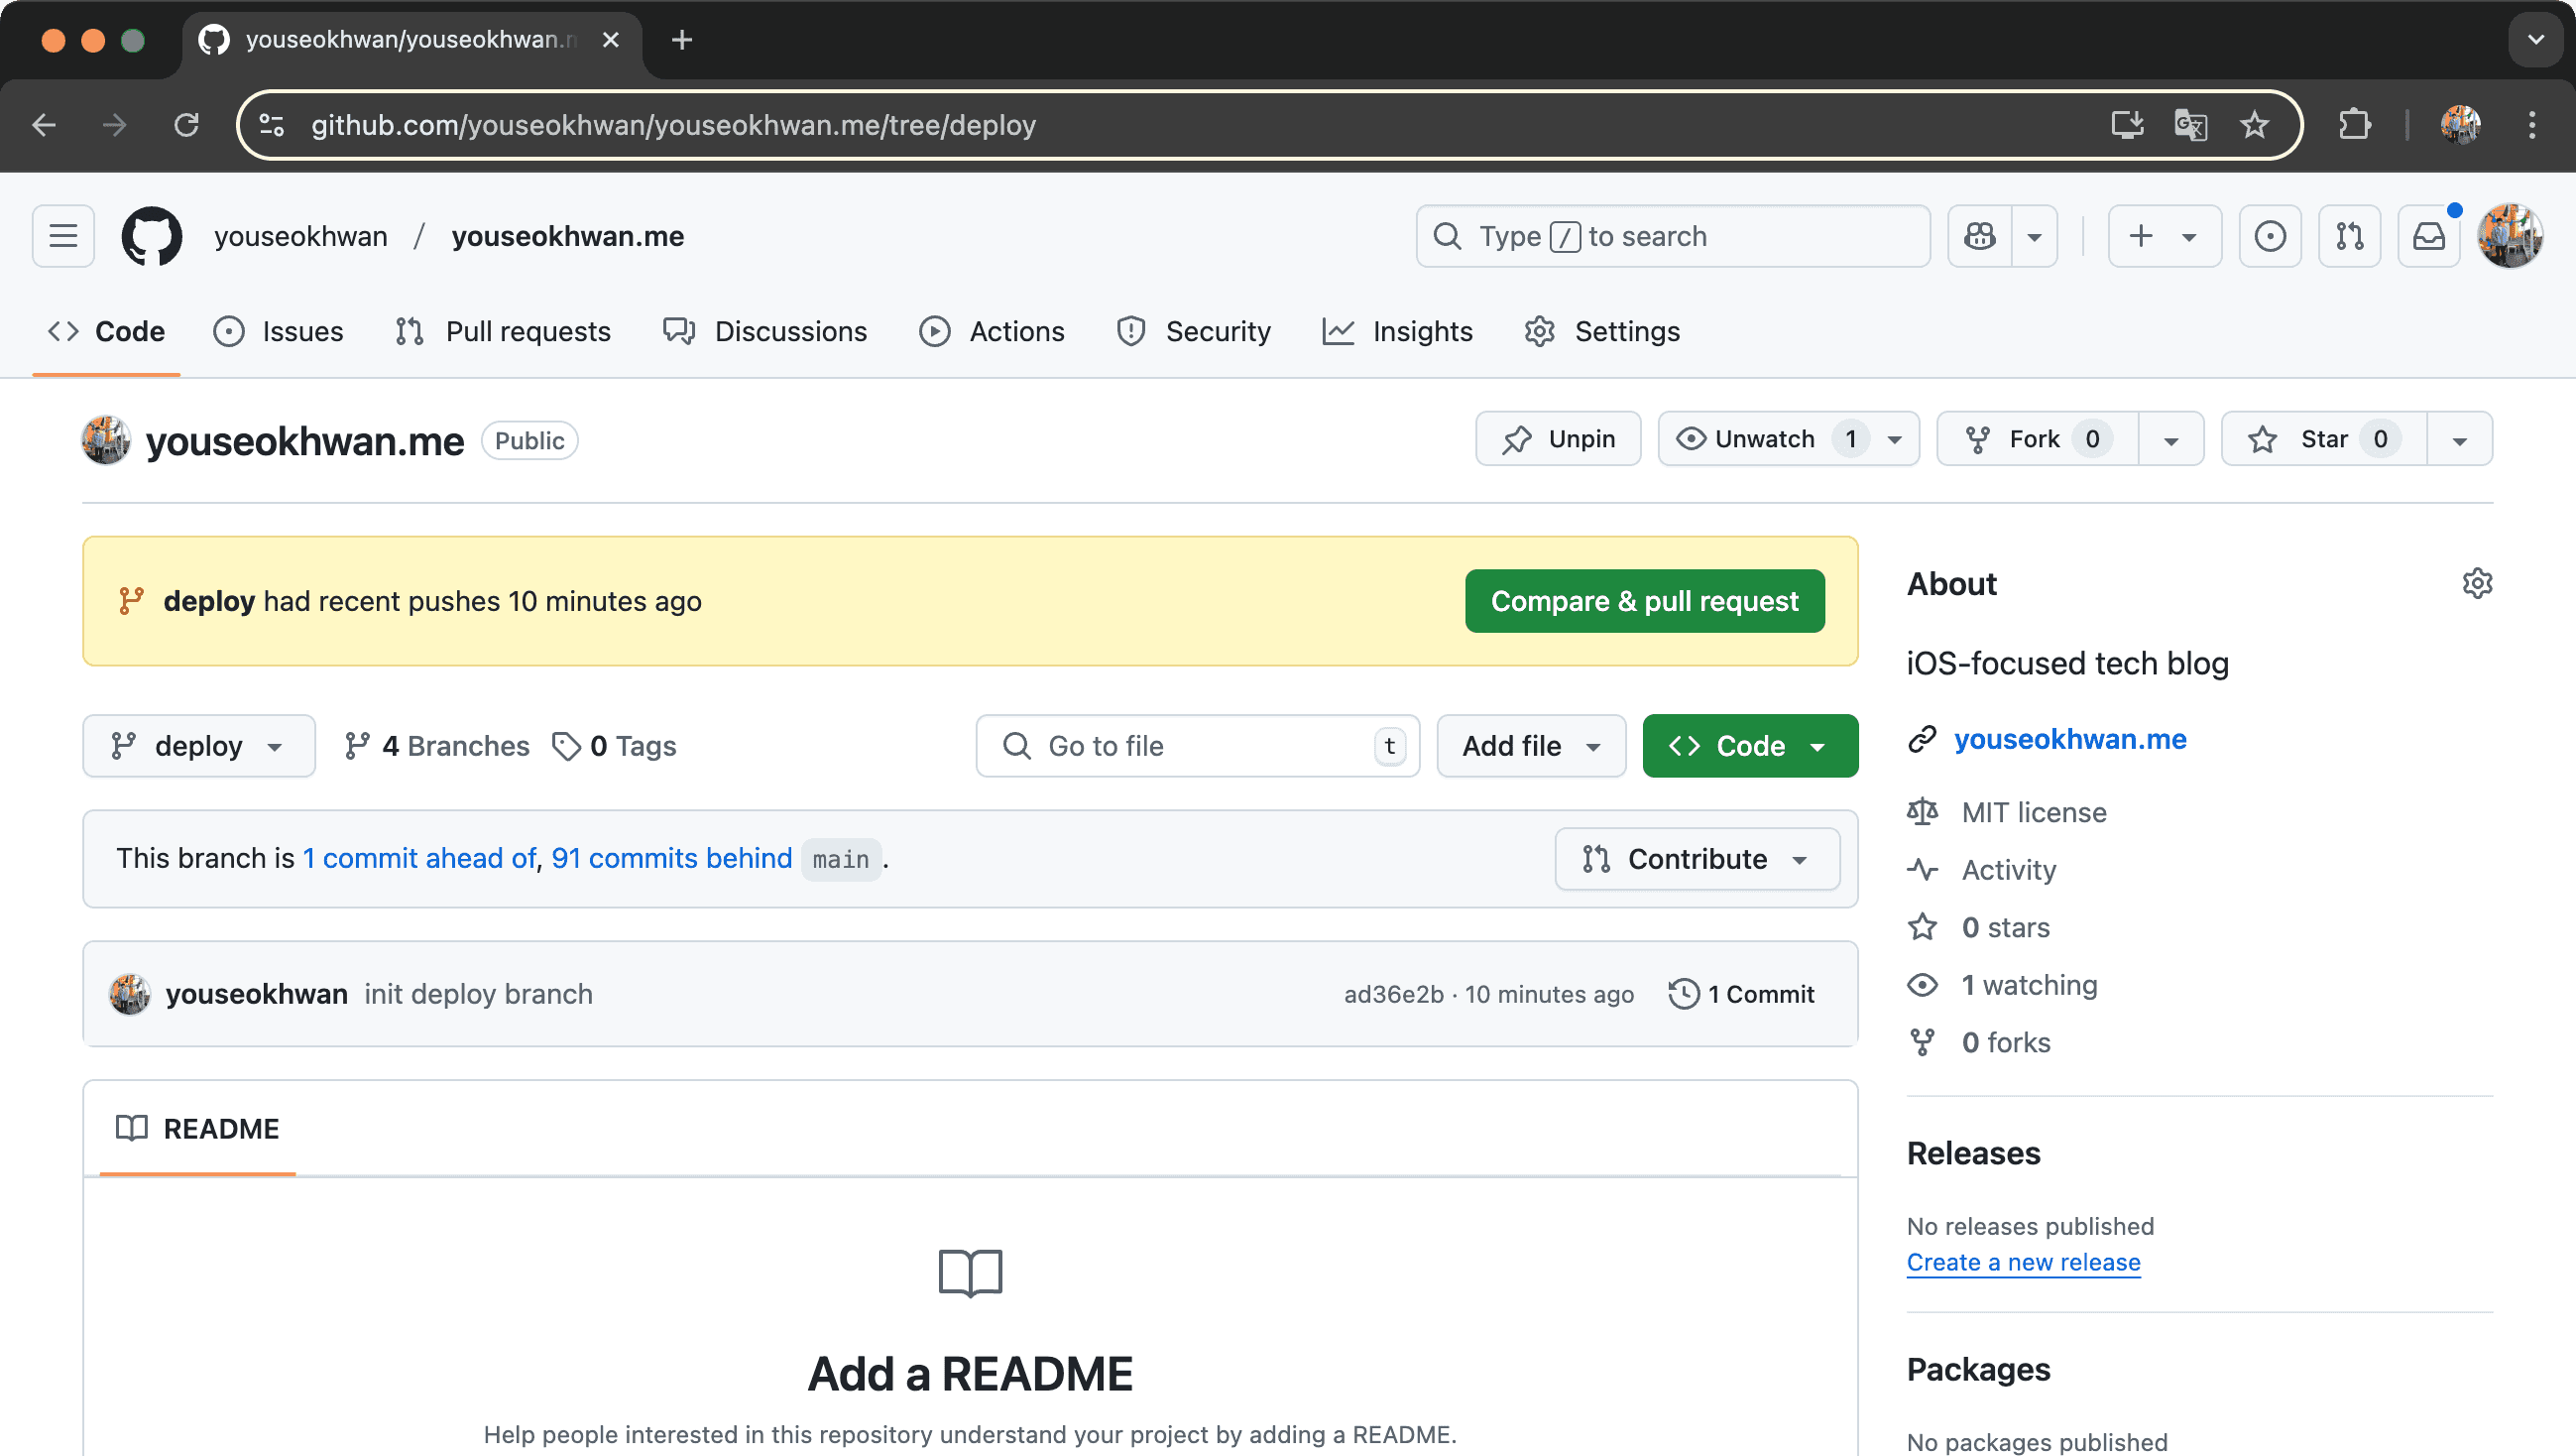 youseokhwan/youseokhwan.m
github.com/youseokhwan/youseokhwan.me/tree/deploy
youseokhwan / youseokhwan.me
Type / to search
Code Issues Pull requests Discussions Actions Security Insights Settings
youseokhwan.me Public
Unpin Unwatch 1 Fork 0 Star 0
deploy had recent pushes 10 minutes ago
Compare & pull request
deploy 4 Branches 0 Tags
Go to file t Add file Code
This branch is 1 commit ahead of, 91 commits behind main .
Contribute
youseokhwan init deploy branch
ad36e2b · 10 minutes ago 1 Commit
README
Add a README
Help people interested in this repository understand your project by adding a README.
About
iOS-focused tech blog
youseokhwan.me
MIT license
Activity
0 stars
1 watching
0 forks
Releases
No releases published
Create a new release
Packages
No packages published